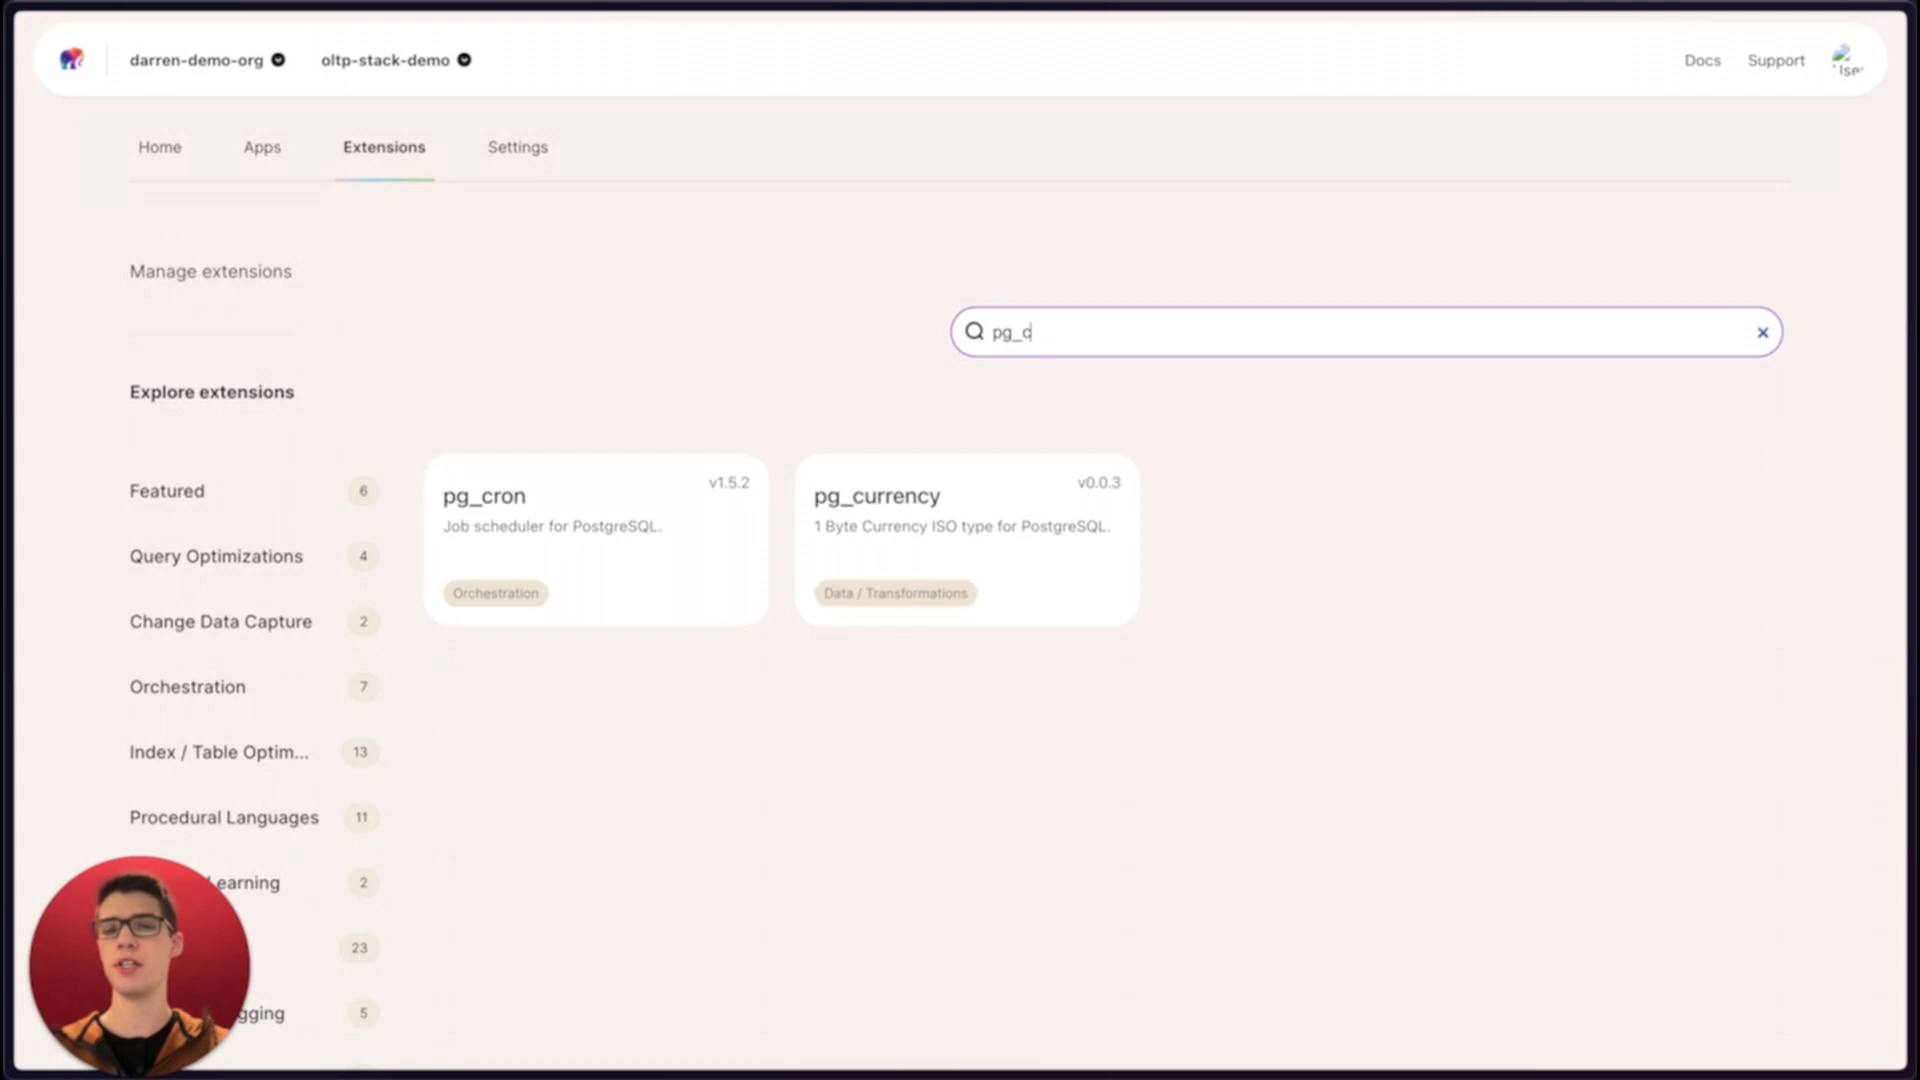 darren-demo-org
oltp-stack-demo
Docs
Support
Home
Apps
Extensions
Settings
Manage extensions
pg_c
Explore extensions
Featured 6
Query Optimizations 4
Change Data Capture 2
Orchestration 7
Index / Table Optim... 13
Procedural Languages 11
earning 2
23
gging 5
pg_cron
v1.5.2
Job scheduler for PostgreSQL.
Orchestration
pg_currency
v0.0.3
1 Byte Currency ISO type for PostgreSQL.
Data / Transformations